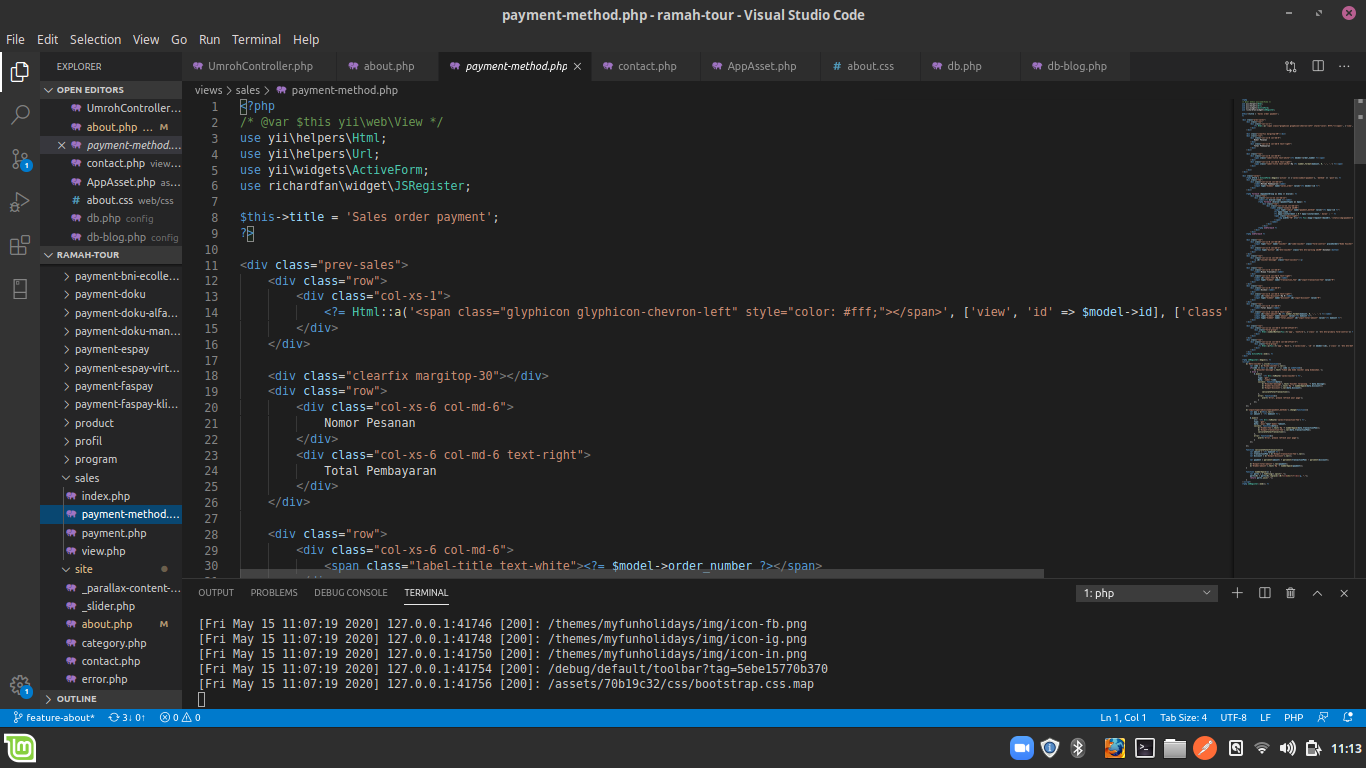 payment-method.php - ramah-tour - Visual Studio Code
File Edit Selection View Go Run Terminal Help
EXPLORER
UmrohController.php about.php payment-method.php contact.php AppAsset.php # about.css db.php db-blog.php
OPEN EDITORS
UmrohController...
about.php ... M
payment-method....
contact.php view...
AppAsset.php as...
# about.css web/css
db.php config
db-blog.php config
RAMAH-TOUR
payment-bni-ecolle...
payment-doku
payment-doku-alfa...
payment-doku-man...
payment-espay
payment-espay-virt...
payment-faspay
payment-faspay-kli...
product
profil
program
sales
index.php
payment-method....
payment.php
view.php
site
_parallax-content-...
_slider.php
about.php M
category.php
contact.php
error.php
OUTLINE
views > sales > payment-method.php
1 <?php
2 /* @var $this yii\web\View */
3 use yii\helpers\Html;
4 use yii\helpers\Url;
5 use yii\widgets\ActiveForm;
6 use richardfan\widget\JSRegister;
7
8 $this->title = 'Sales order payment';
9 ?>
10
11 <div class="prev-sales">
12 <div class="row">
13 <div class="col-xs-1">
14 <?= Html::a('<span class="glyphicon glyphicon-chevron-left" style="color: #fff;"></span>', ['view', 'id' => $model->id], ['class'
15 </div>
16 </div>
17
18 <div class="clearfix margitop-30"></div>
19 <div class="row">
20 <div class="col-xs-6 col-md-6">
21 Nomor Pesanan
22 </div>
23 <div class="col-xs-6 col-md-6 text-right">
24 Total Pembayaran
25 </div>
26 </div>
27
28 <div class="row">
29 <div class="col-xs-6 col-md-6">
30 <span class="label-title text-white"><?= $model->order_number ?></span>
OUTPUT PROBLEMS DEBUG CONSOLE TERMINAL 1: php
[Fri May 15 11:07:19 2020] 127.0.0.1:41746 [200]: /themes/myfunholidays/img/icon-fb.png
[Fri May 15 11:07:19 2020] 127.0.0.1:41748 [200]: /themes/myfunholidays/img/icon-ig.png
[Fri May 15 11:07:19 2020] 127.0.0.1:41750 [200]: /themes/myfunholidays/img/icon-in.png
[Fri May 15 11:07:19 2020] 127.0.0.1:41754 [200]: /debug/default/toolbar?tag=5ebe15770b370
[Fri May 15 11:07:19 2020] 127.0.0.1:41756 [200]: /assets/70b19c32/css/bootstrap.css.map
feature-about* 3↓ 0↑ 0 0 Ln 1, Col 1 Tab Size: 4 UTF-8 LF PHP
11:13